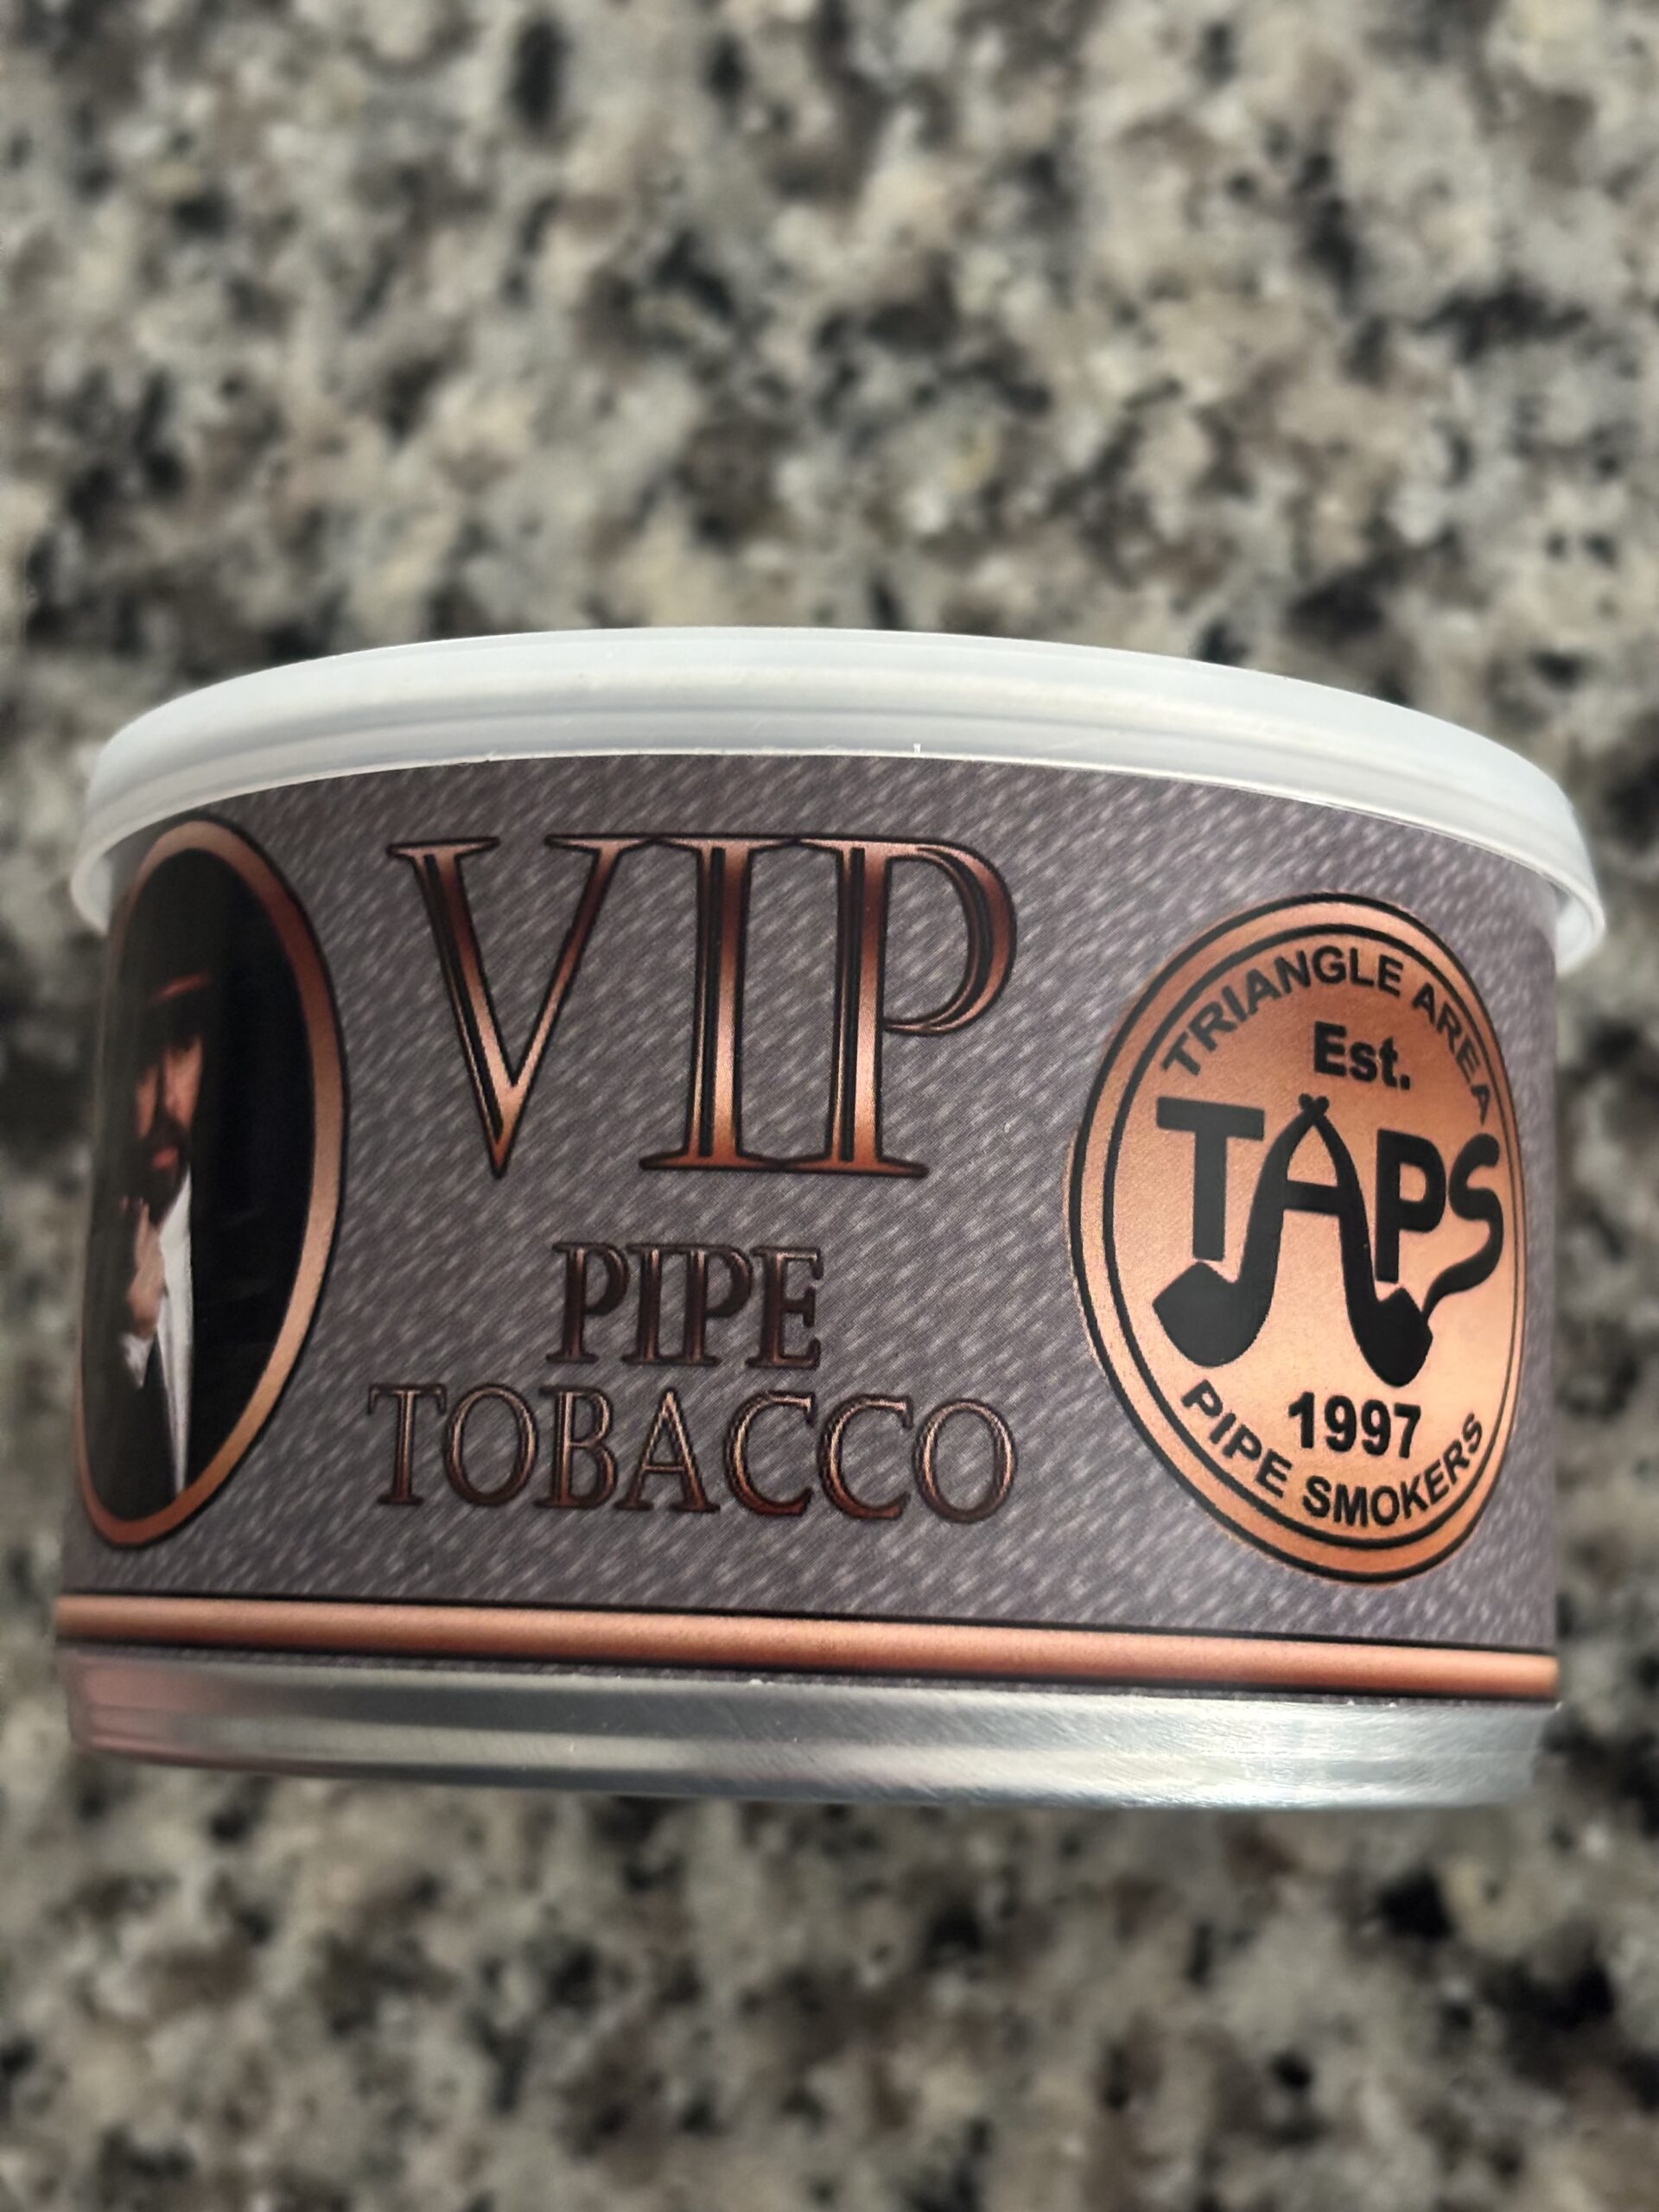 VIP
PIPE
TOBACCO
TRIANGLE AREA
Est.
TAPS
1997
PIPE SMOKERS